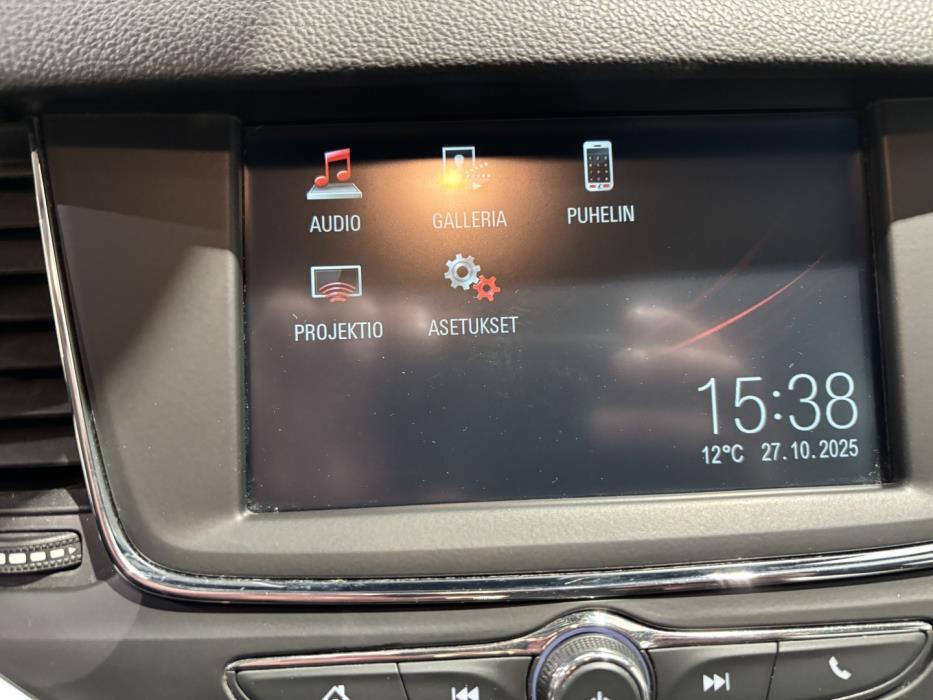 AUDIO
GALLERIA
PUHELIN
PROJEKTIO
ASETUKSET
15:38
12°C 27.10.2025